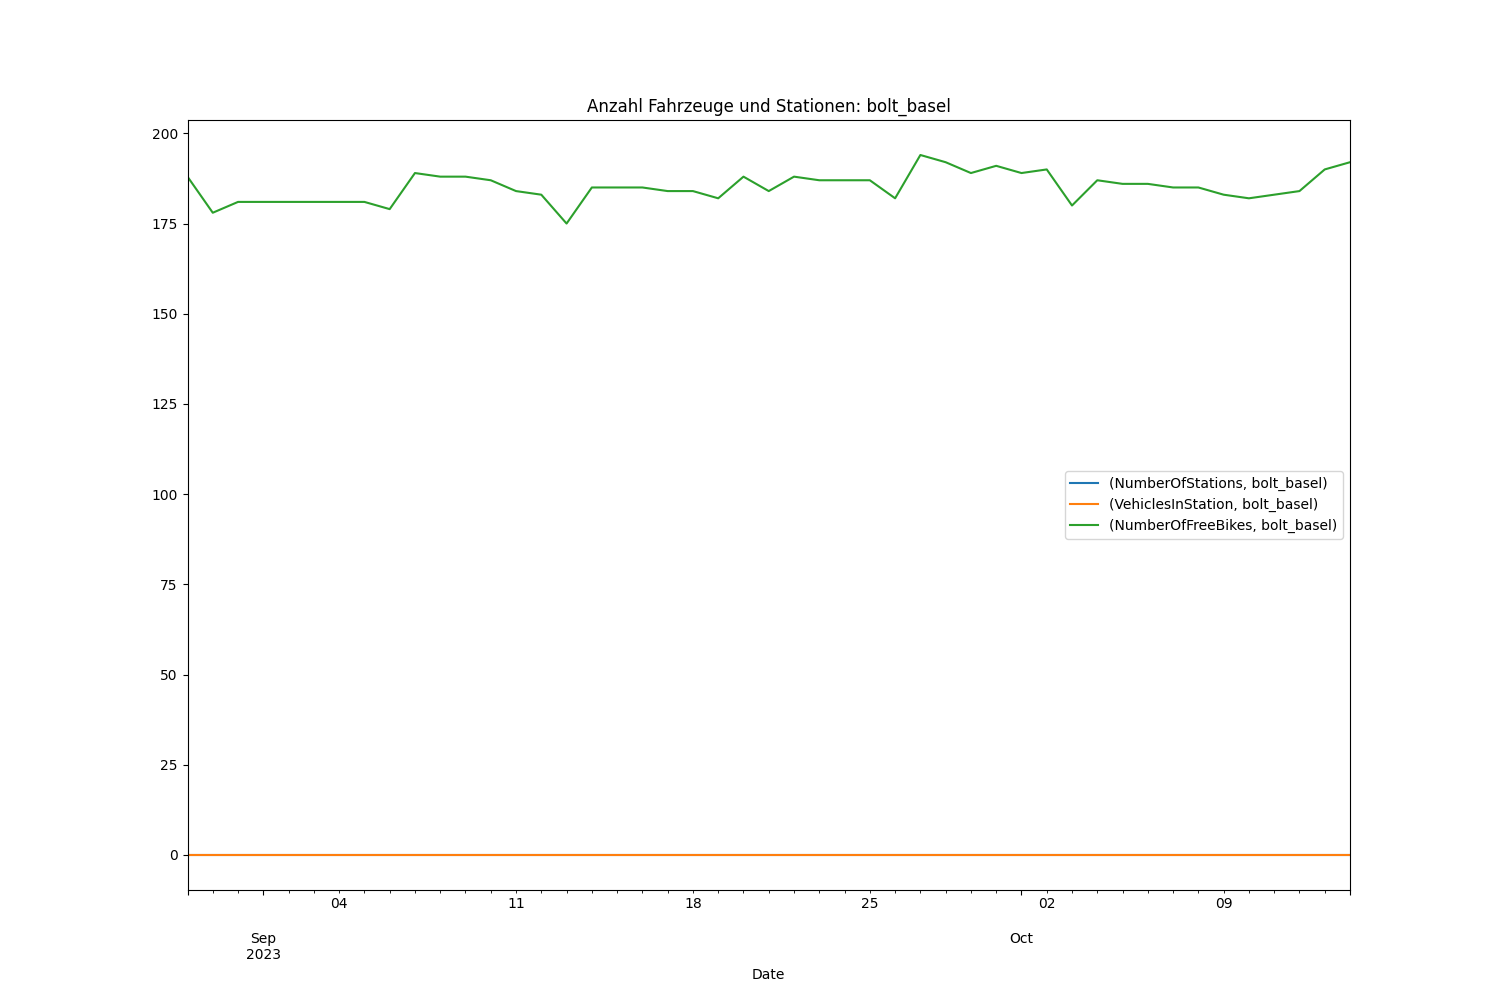 Anzahl Fahrzeuge und Stationen: bolt_basel
200
175
150
125
100
75
50
25
0
(NumberOfStations, bolt_basel)
(VehiclesInStation, bolt_basel)
(NumberOfFreeBikes, bolt_basel)
04 11 18 25 02 09
Sep Oct
2023
Date